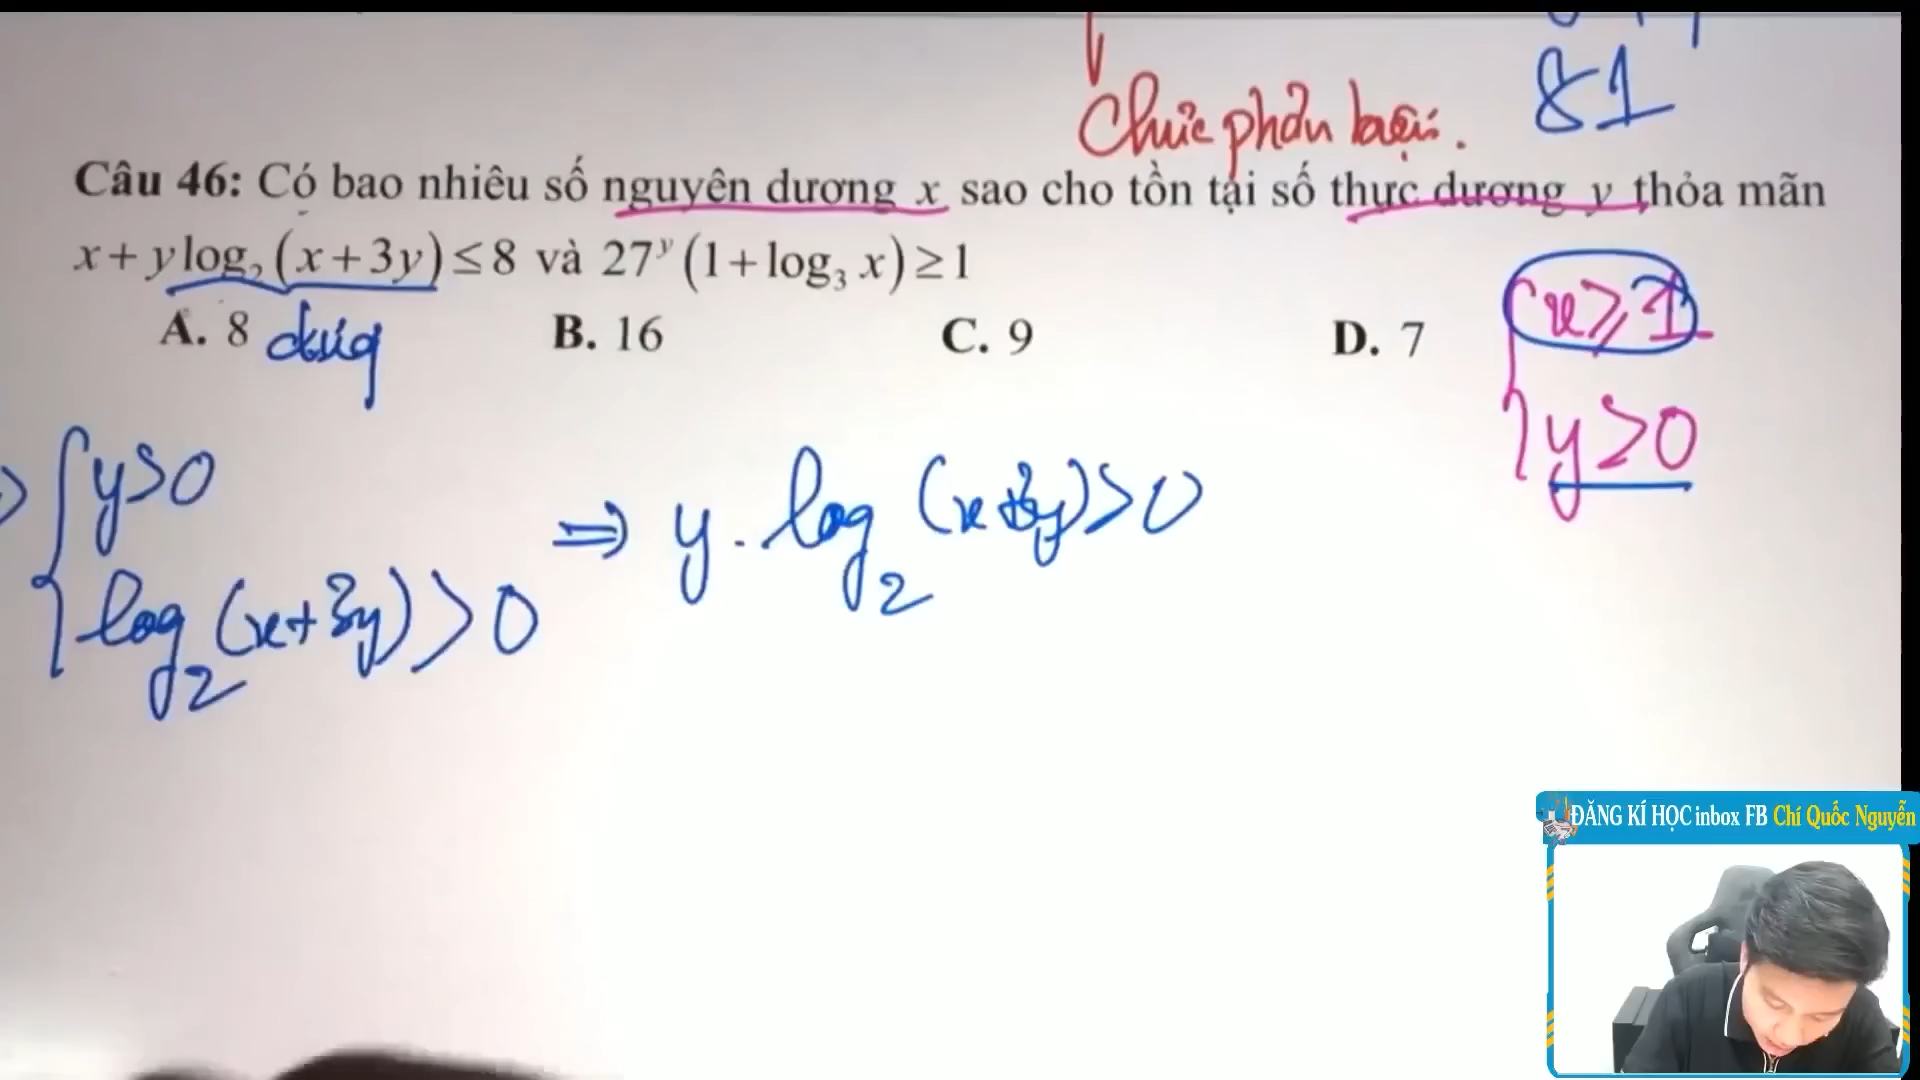 81
Chức phân
Câu 46: Có bao nhiêu số nguyên dương x sao cho tồn tại số thực dương y thỏa mãn
x + y log₂ (x + 3y) ≤ 8 và 27^y (1 + log₃ x) ≥ 1
A. 8 B. 16 C. 9 D. 7
x ≥ 1
y > 0
y > 0
log₂ (x + 3y) > 0
⇒ y . log₂ (x + 3y) > 0
ĐĂNG KÍ HỌC inbox FB Chí Quốc Nguyễn